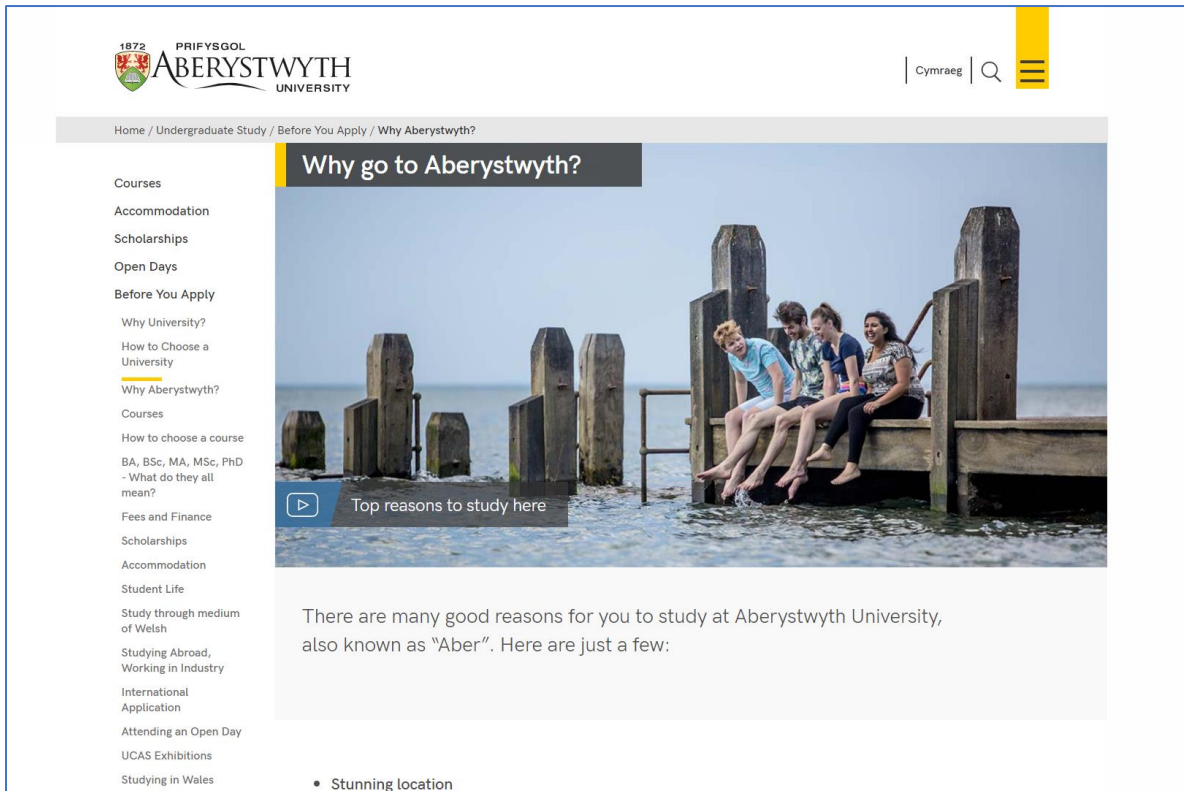 1872 PRIFYSGOL
ABERYSTWYTH
UNIVERSITY
Cymraeg
Home / Undergraduate Study / Before You Apply / Why Aberystwyth?
Courses
Accommodation
Scholarships
Open Days
Before You Apply
Why University?
How to Choose a
University
Why Aberystwyth?
Courses
How to choose a course
BA, BSc, MA, MSc, PhD
- What do they all
mean?
Fees and Finance
Scholarships
Accommodation
Student Life
Study through medium
of Welsh
Studying Abroad,
Working in Industry
International
Application
Attending an Open Day
UCAS Exhibitions
Studying in Wales
Why go to Aberystwyth?
Top reasons to study here
There are many good reasons for you to study at Aberystwyth University,
also known as “Aber”. Here are just a few:
• Stunning location